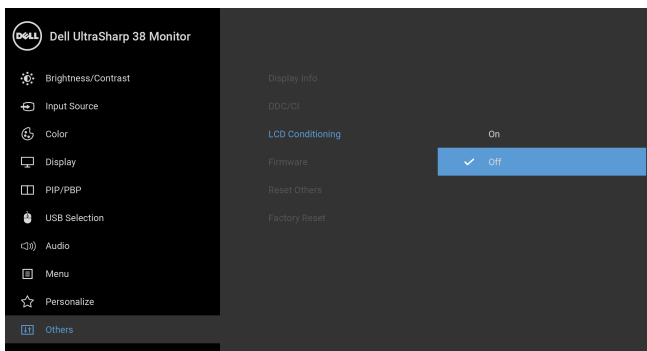 DELL Dell UltraSharp 38 Monitor
Brightness/Contrast
Input Source
Color
Display
PIP/PBP
USB Selection
Audio
Menu
Personalize
Others
Display Info
DDC/CI
LCD Conditioning
Firmware
Reset Others
Factory Reset
On
Off